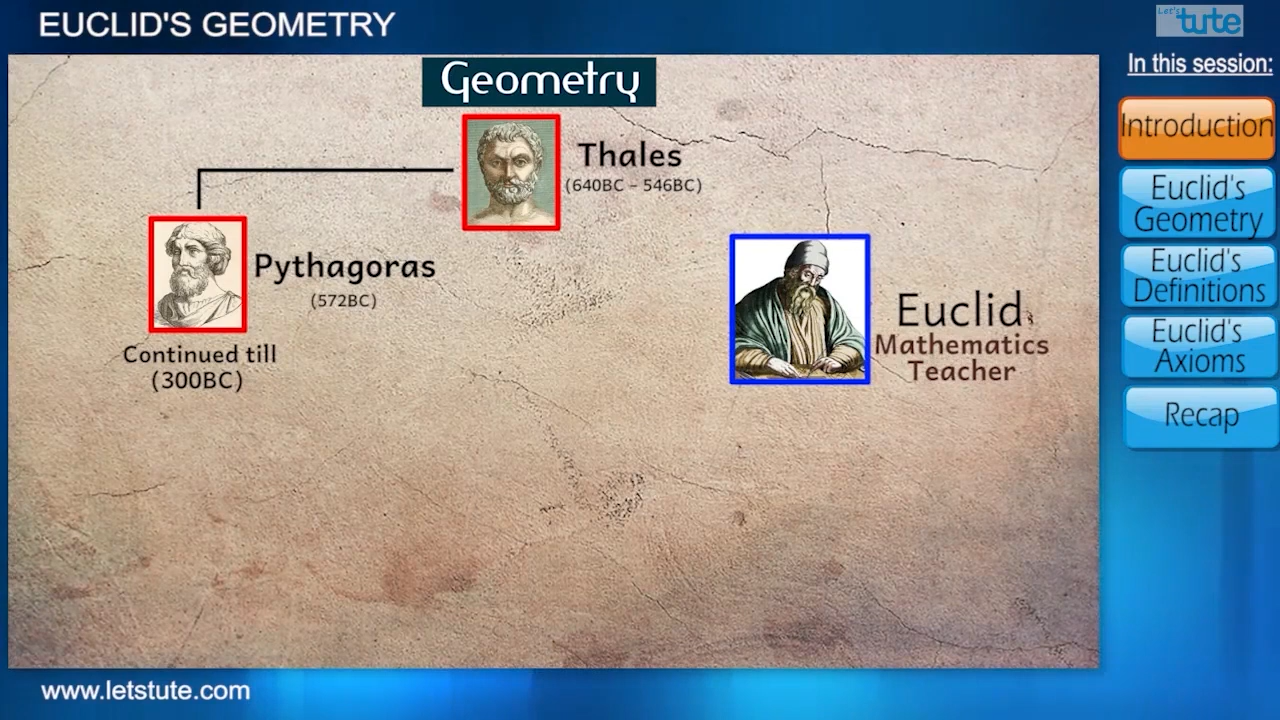 EUCLID'S GEOMETRY
Let's
tute
In this session:
Geometry
Thales
(640BC - 546BC)
Pythagoras
(572BC)
Continued till
(300BC)
Euclid
Mathematics
Teacher
Introduction
Euclid's
Geometry
Euclid's
Definitions
Euclid's
Axioms
Recap
www.letstute.com